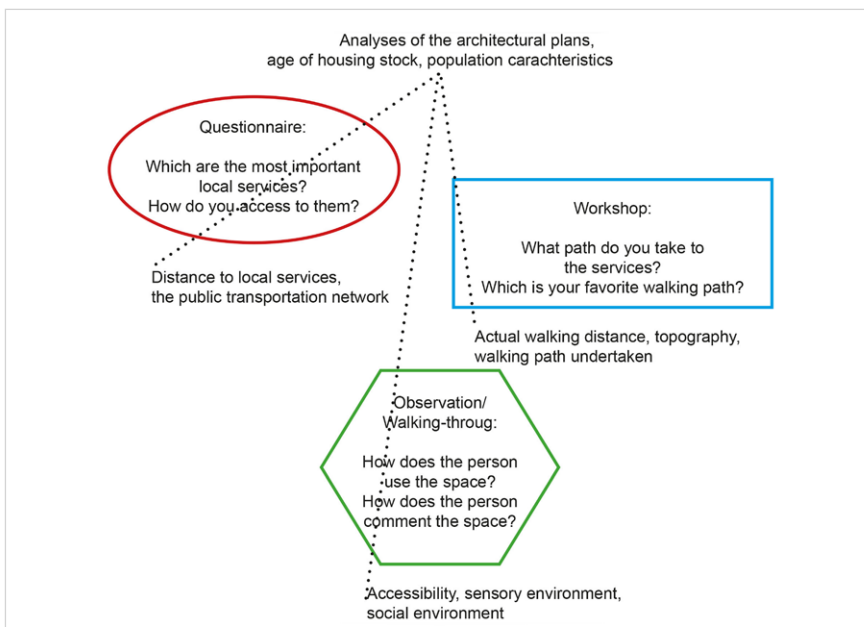 Analyses of the architectural plans,
age of housing stock, population carachteristics
Questionnaire:
Which are the most important
local services?
How do you access to them?
Distance to local services,
the public transportation network
Workshop:
What path do you take to
the services?
Which is your favorite walking path?
Actual walking distance, topography,
walking path undertaken
Observation/
Walking-throug:
How does the person
use the space?
How does the person
comment the space?
Accessibility, sensory environment,
social environment